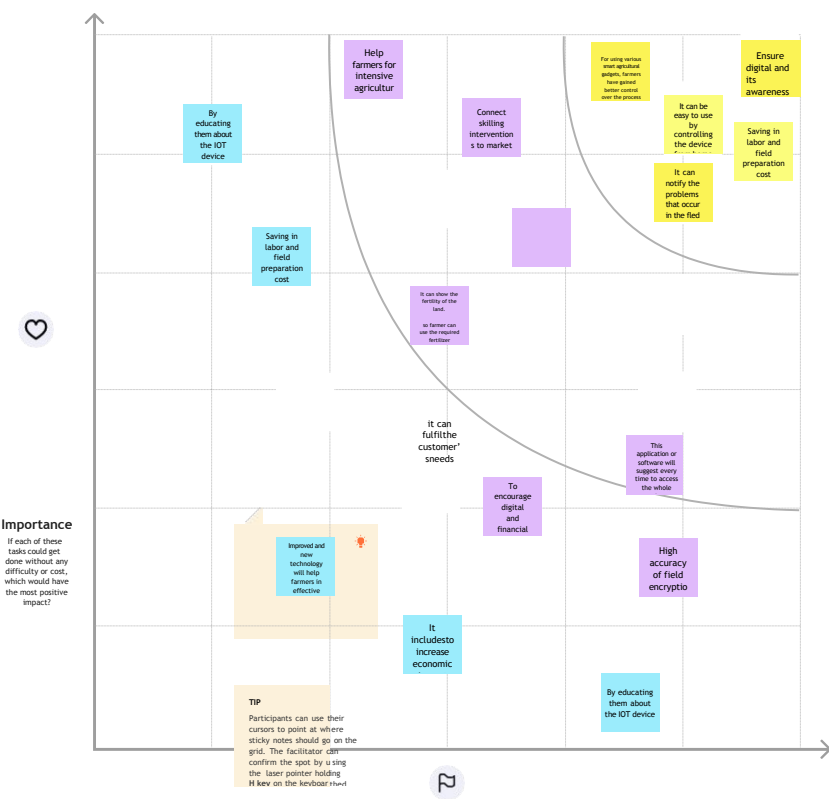 Help
farmers for
intensive
agricultur
For using various
smart agricultural
gadgets, farmers
have gained
better control
over the process
Ensure
digital and
its
awareness
By
educating
them about
the IOT
device
Connect
skilling
intervention
s to market
It can be
easy to use
by
controlling
the device
Saving in
labor and
field
preparation
cost
It can
notify the
problems
that occur
in the fled
Saving in
labor and
field
preparation
cost
it can show the
fertility of the
land.
so farmer can
use the required
fertilizer
it can
fulfilthe
customer'
sneeds
This
application or
software will
suggest every
time to access
the whole
To
encourage
digital
and
financial
Importance
If each of these
tasks could get
done without any
difficulty or cost,
which would have
the most positive
impact?
Improved and
new
technology
will help
farmers in
effective
High
accuracy
of field
encryptio
It
includesto
increase
economic
By educating
them about
the IOT device
TIP
Participants can use their
cursors to point at where
sticky notes should go on the
grid. The facilitator can
confirm the spot by using
the laser pointer holding
H key on the keyboar